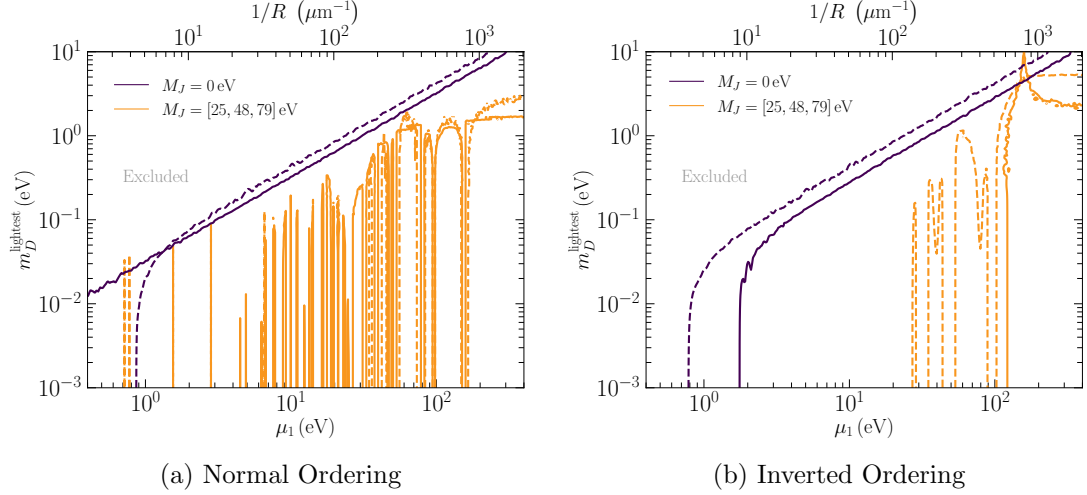 1/R (μm⁻¹)
10¹ 10² 10³
10¹
10⁰
10⁻¹
10⁻²
10⁻³
m_D^lightest (eV)
M_J = 0 eV
M_J = [25, 48, 79] eV
Excluded
10⁰ 10¹ 10²
μ₁ (eV)
(a) Normal Ordering
1/R (μm⁻¹)
10¹ 10² 10³
10¹
10⁰
10⁻¹
10⁻²
10⁻³
m_D^lightest (eV)
M_J = 0 eV
M_J = [25, 48, 79] eV
Excluded
10⁰ 10¹ 10²
μ₁ (eV)
(b) Inverted Ordering